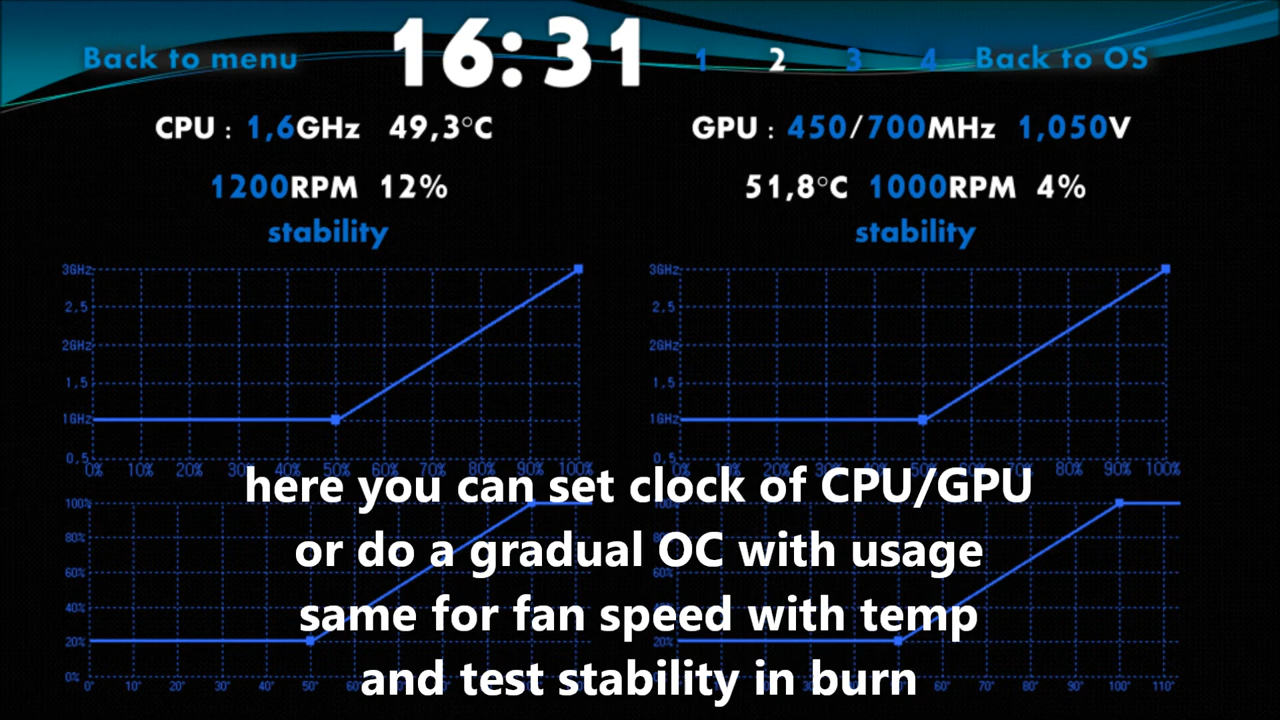 Back to menu 16:31 1 2 3 4 Back to OS
CPU : 1,6GHz 49,3°C GPU : 450/700MHz 1,050V
1200RPM 12% 51,8°C 1000RPM 4%
stability stability
3GHz 3GHz
2,5 2,5
2GHz 2GHz
1,5 1,5
1GHz 1GHz
0,5 0,5
0% 10% 20% 30% 40% 50% 60% 70% 80% 90% 100% 0% 80% 90% 100%
here you can set clock of CPU/GPU
or do a gradual OC with usage
same for fan speed with temp
and test stability in burn
100% 100%
80% 80%
60% 60%
40% 40%
20% 20%
0% 0%
0° 10° 20° 30° 40° 50° 70° 80° 90° 100° 110°